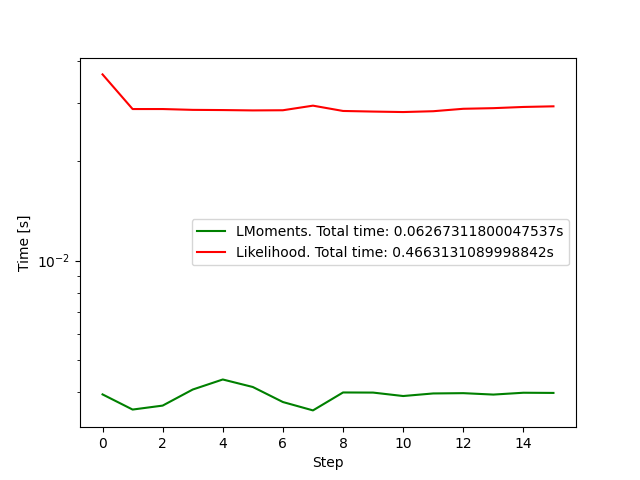 Time [s]
10⁻²
LMoments. Total time: 0.06267311800047537s
Likelihood. Total time: 0.4663131089998842s
0 2 4 6 8 10 12 14
Step